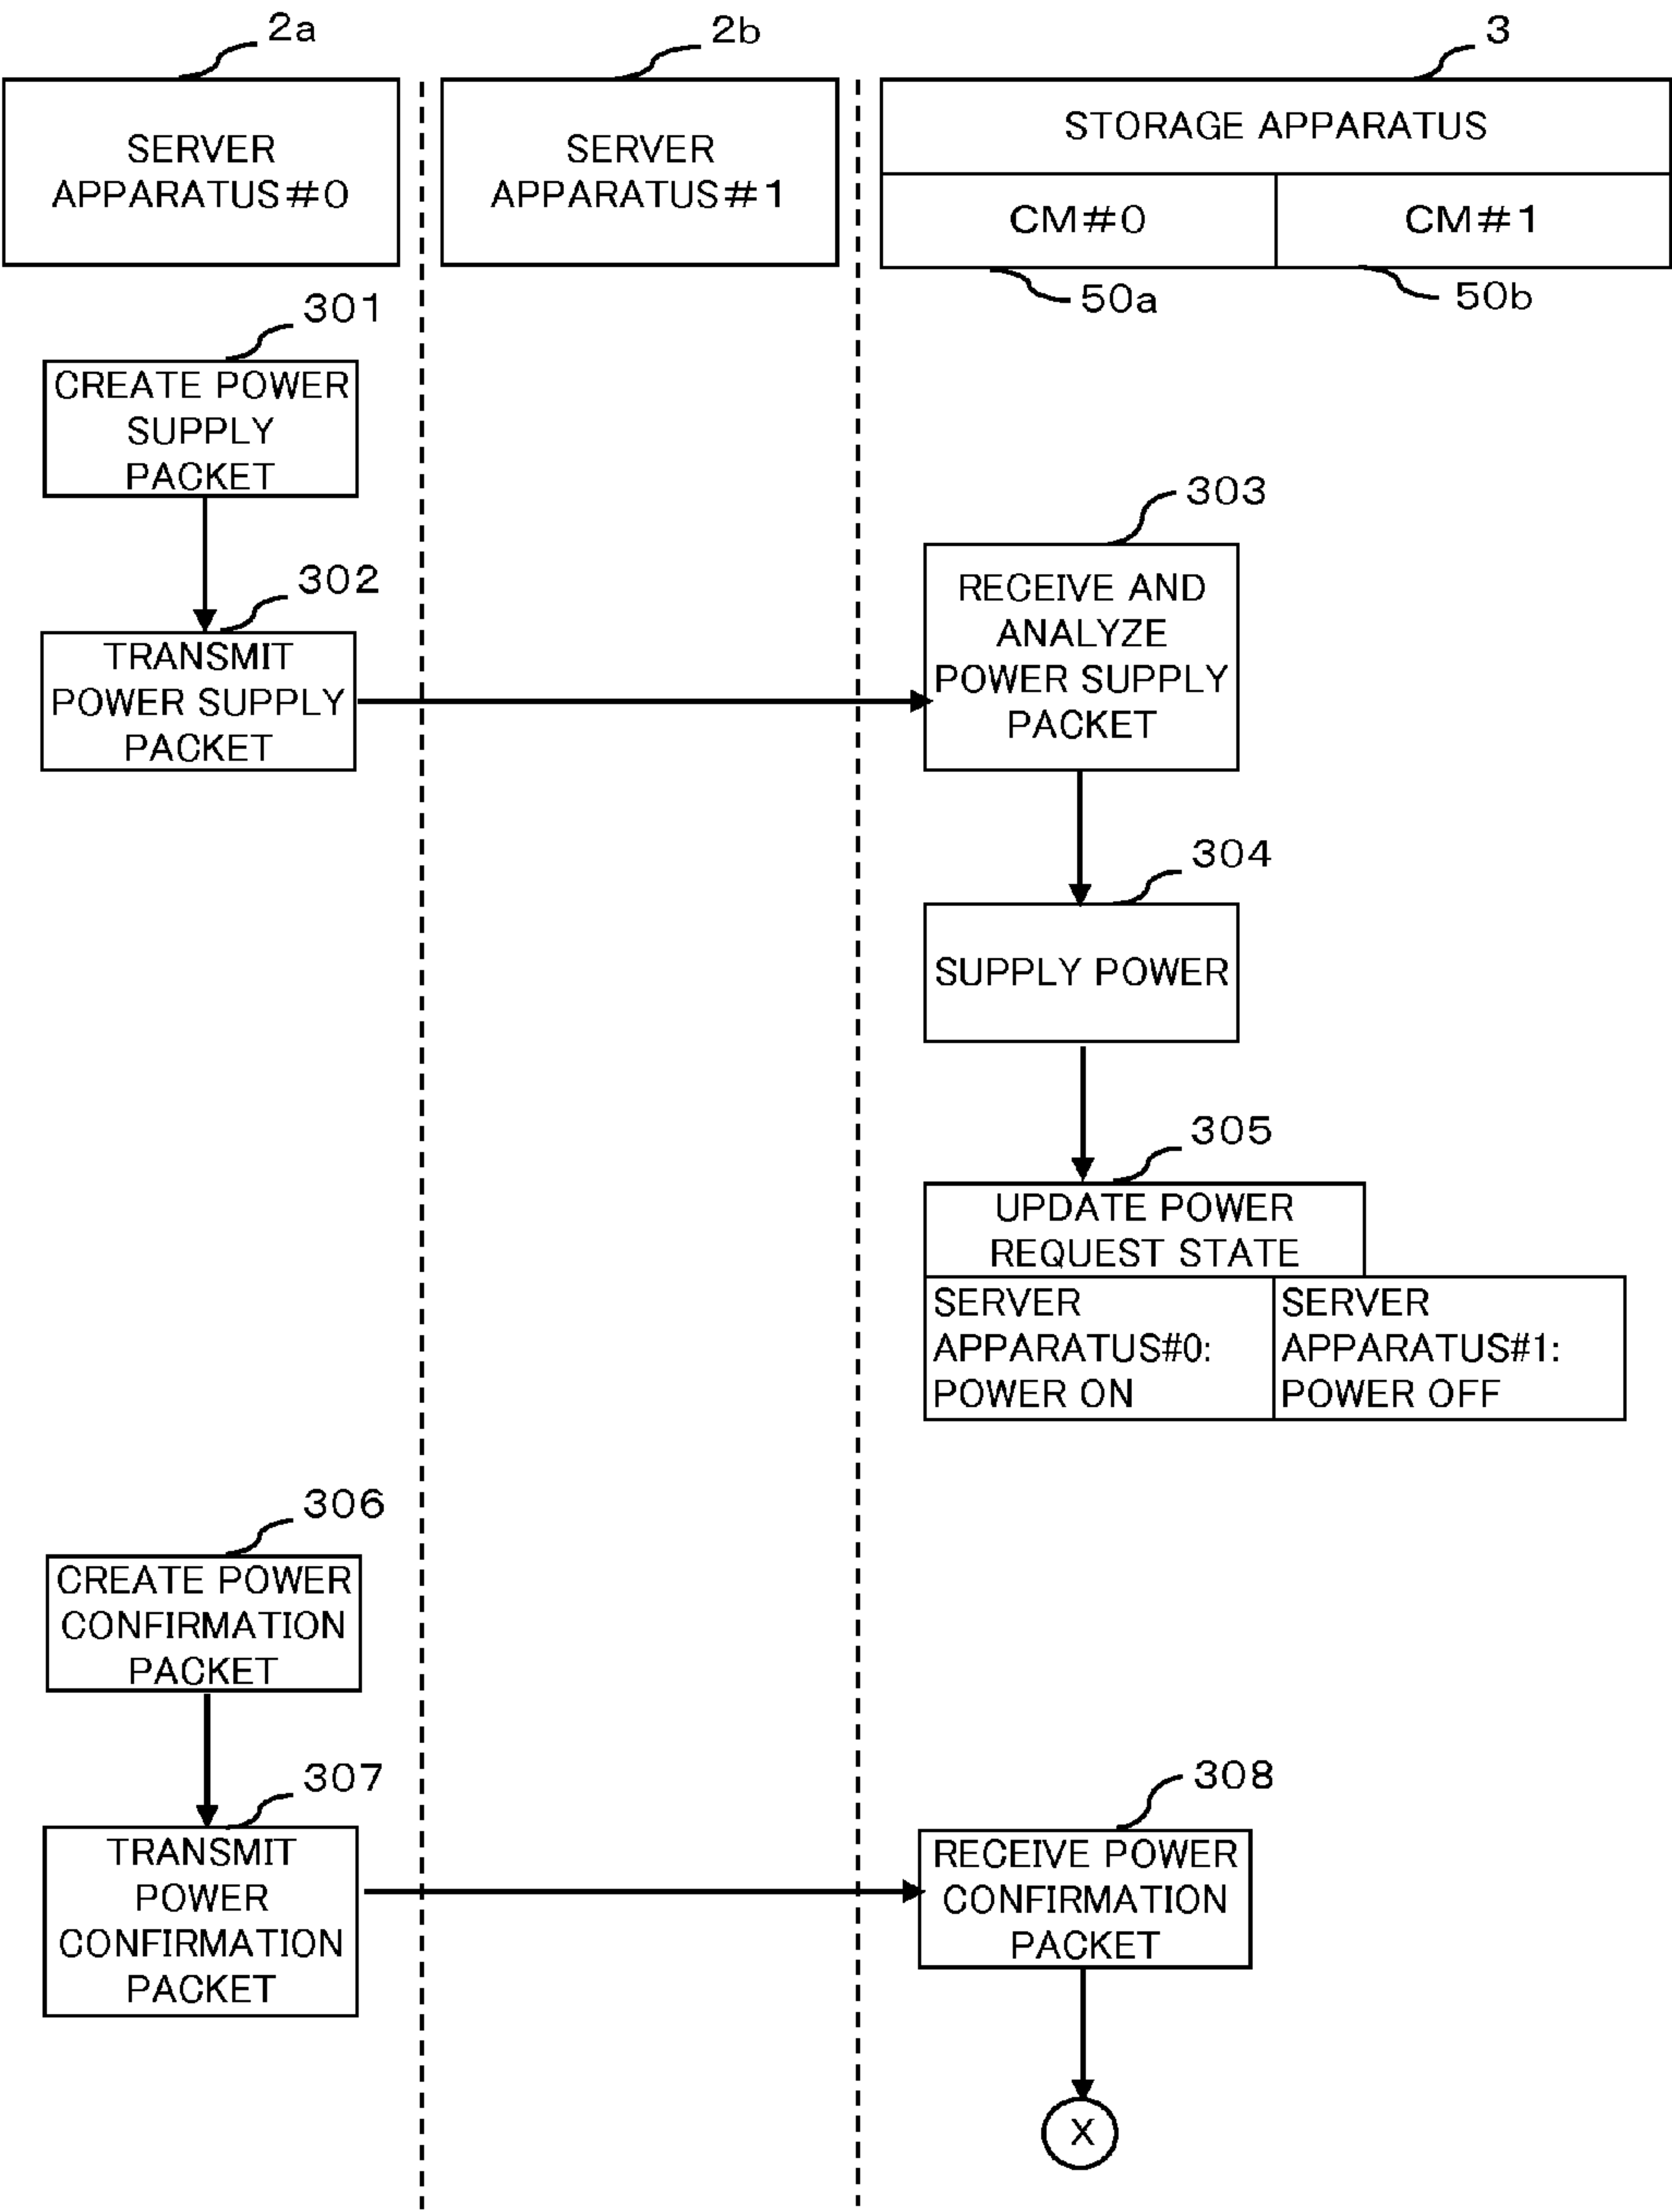 2a
2b
3
SERVER
APPARATUS#0
SERVER
APPARATUS#1
STORAGE APPARATUS
CM#0
CM#1
50a
50b
301
CREATE POWER
SUPPLY
PACKET
302
TRANSMIT
POWER SUPPLY
PACKET
303
RECEIVE AND
ANALYZE
POWER SUPPLY
PACKET
304
SUPPLY POWER
305
UPDATE POWER
REQUEST STATE
SERVER
APPARATUS#0:
POWER ON
SERVER
APPARATUS#1:
POWER OFF
306
CREATE POWER
CONFIRMATION
PACKET
307
TRANSMIT
POWER
CONFIRMATION
PACKET
308
RECEIVE POWER
CONFIRMATION
PACKET
X